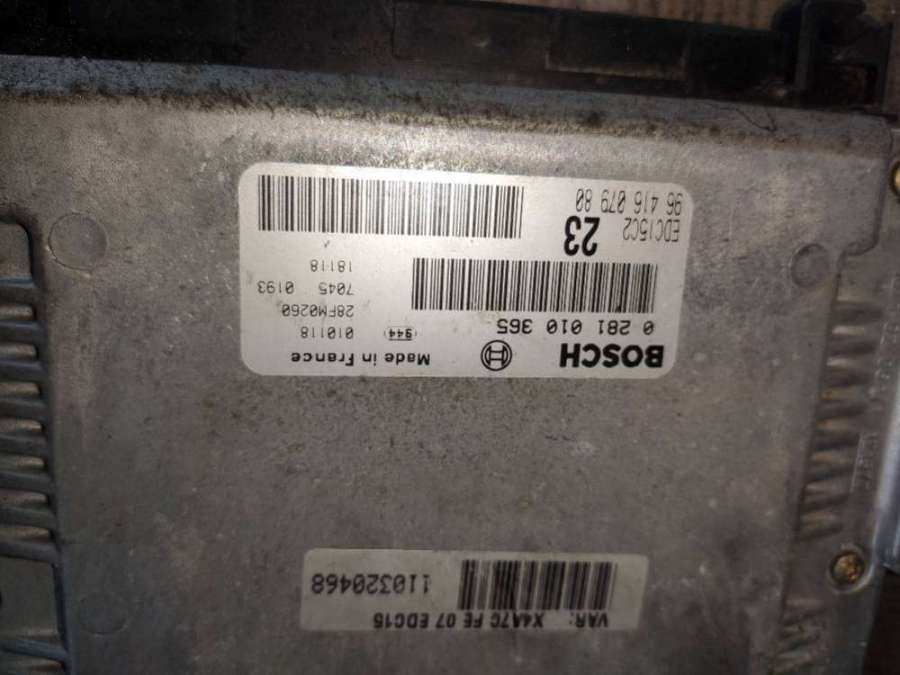 BOSCH
Made in France
0 281 010 365
944
010118
28FM0260
7045 0193
18118
23
EDC15C2
96 416 079 80
VAR: X4A7C FE 07 EDC15
110320468